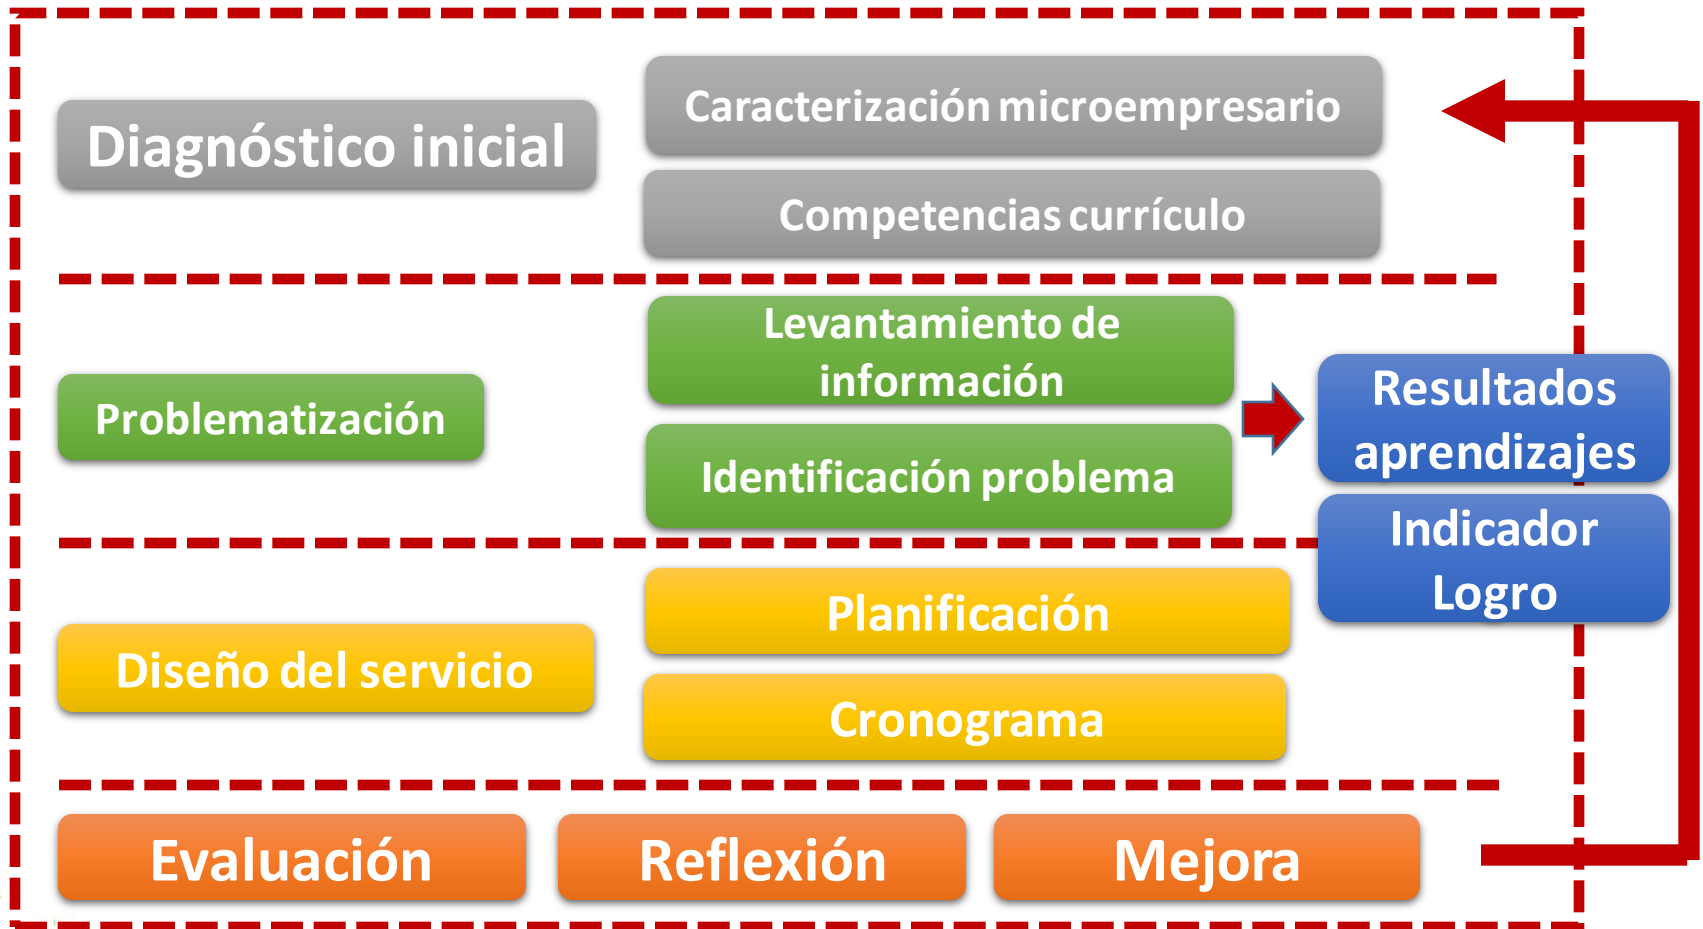 Diagnóstico inicial
Caracterización microempresario
Competencias currículo
Problematización
Levantamiento de
información
Identificación problema
Resultados
aprendizajes
Indicador
Logro
Diseño del servicio
Planificación
Cronograma
Evaluación
Reflexión
Mejora